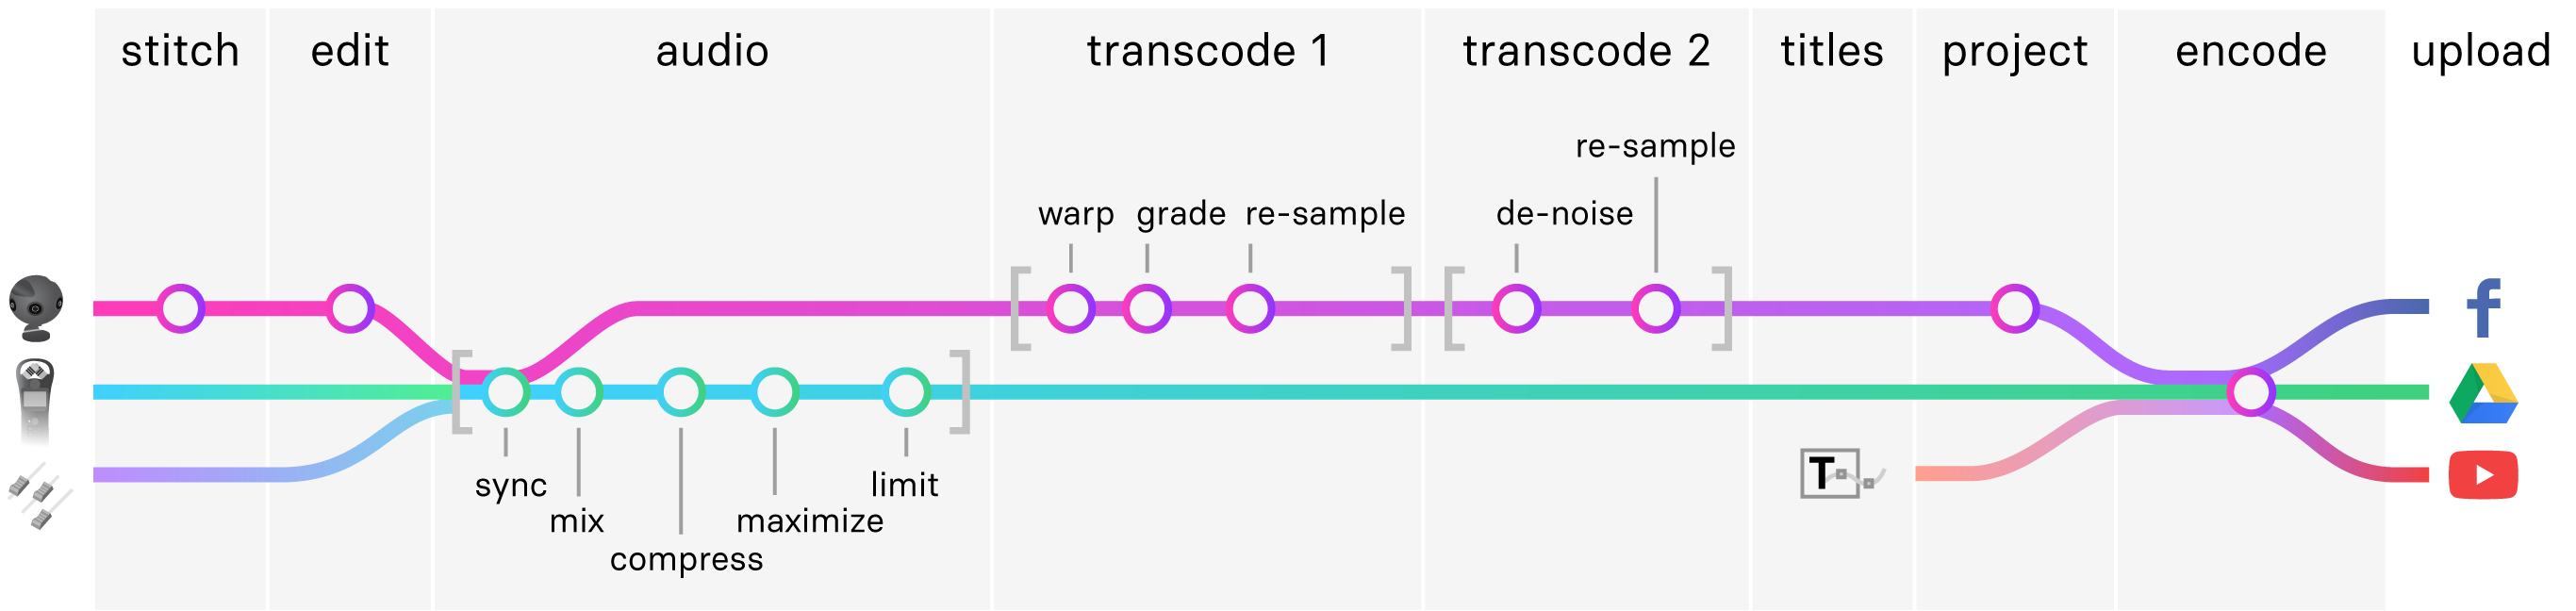 stitch edit audio transcode 1 transcode 2 titles project encode upload
re-sample
warp grade re-sample de-noise
T
sync limit
mix maximize
compress